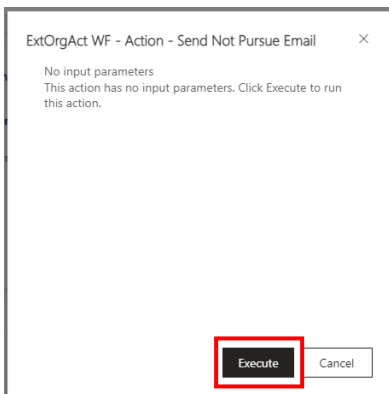 ExtOrgAct WF - Action - Send Not Pursue Email
No input parameters
This action has no input parameters. Click Execute to run
this action.
Execute Cancel